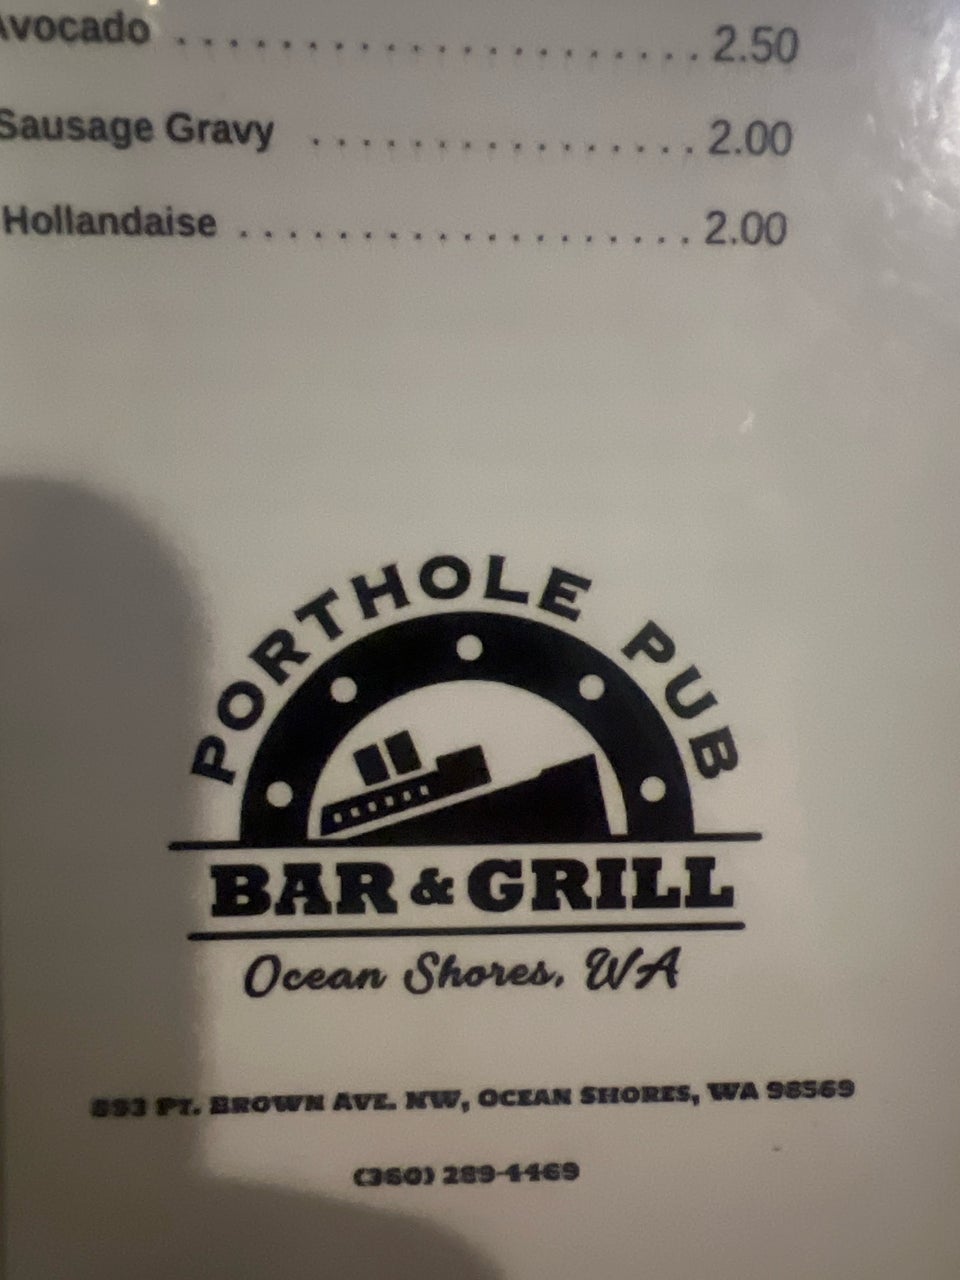 Avocado .................... 2.50
Sausage Gravy ................ 2.00
Hollandaise ................... 2.00
PORTHOLE PUB
BAR & GRILL
Ocean Shores, WA
893 PT. BROWN AVE. NW, OCEAN SHORES, WA 98569
(360) 289-4469